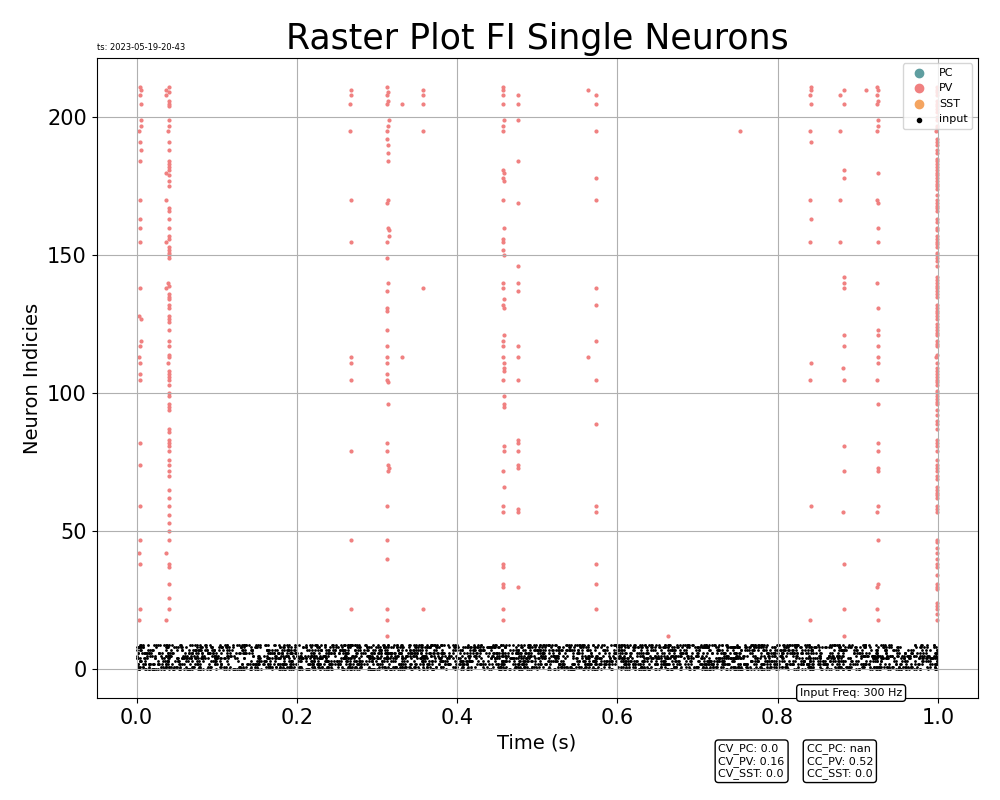 Raster Plot FI Single Neurons
ts: 2023-05-19-20-43
PC
PV
SST
input
200
150
100
50
0
Neuron Indicies
0.0 0.2 0.4 0.6 0.8 1.0
Time (s)
Input Freq: 300 Hz
CV_PC: 0.0
CV_PV: 0.16
CV_SST: 0.0
CC_PC: nan
CC_PV: 0.52
CC_SST: 0.0